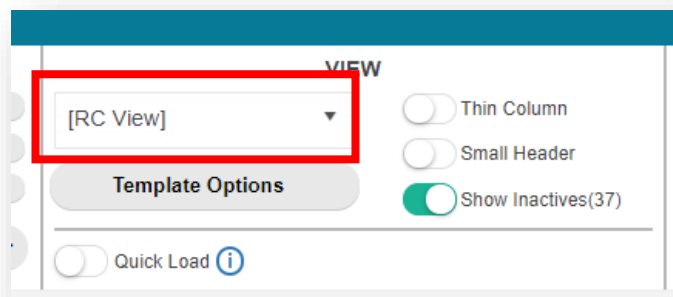 VIEW
[RC View]
Thin Column
Small Header
Template Options
Show Inactives(37)
Quick Load